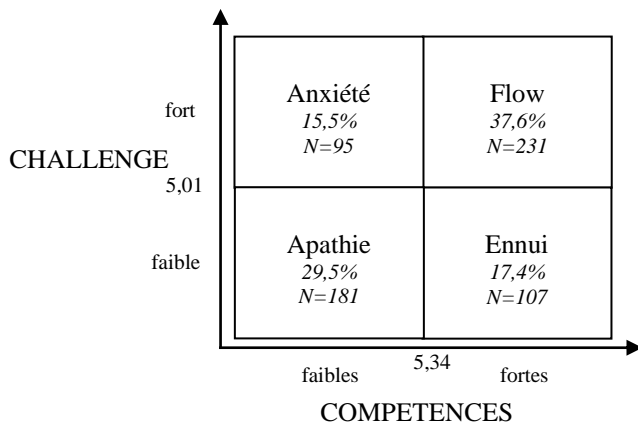 Anxiété
15,5%
N=95
Flow
37,6%
N=231
fort
CHALLENGE
5,01
faible
Apathie
29,5%
N=181
Ennui
17,4%
N=107
5,34
faibles
fortes
COMPETENCES